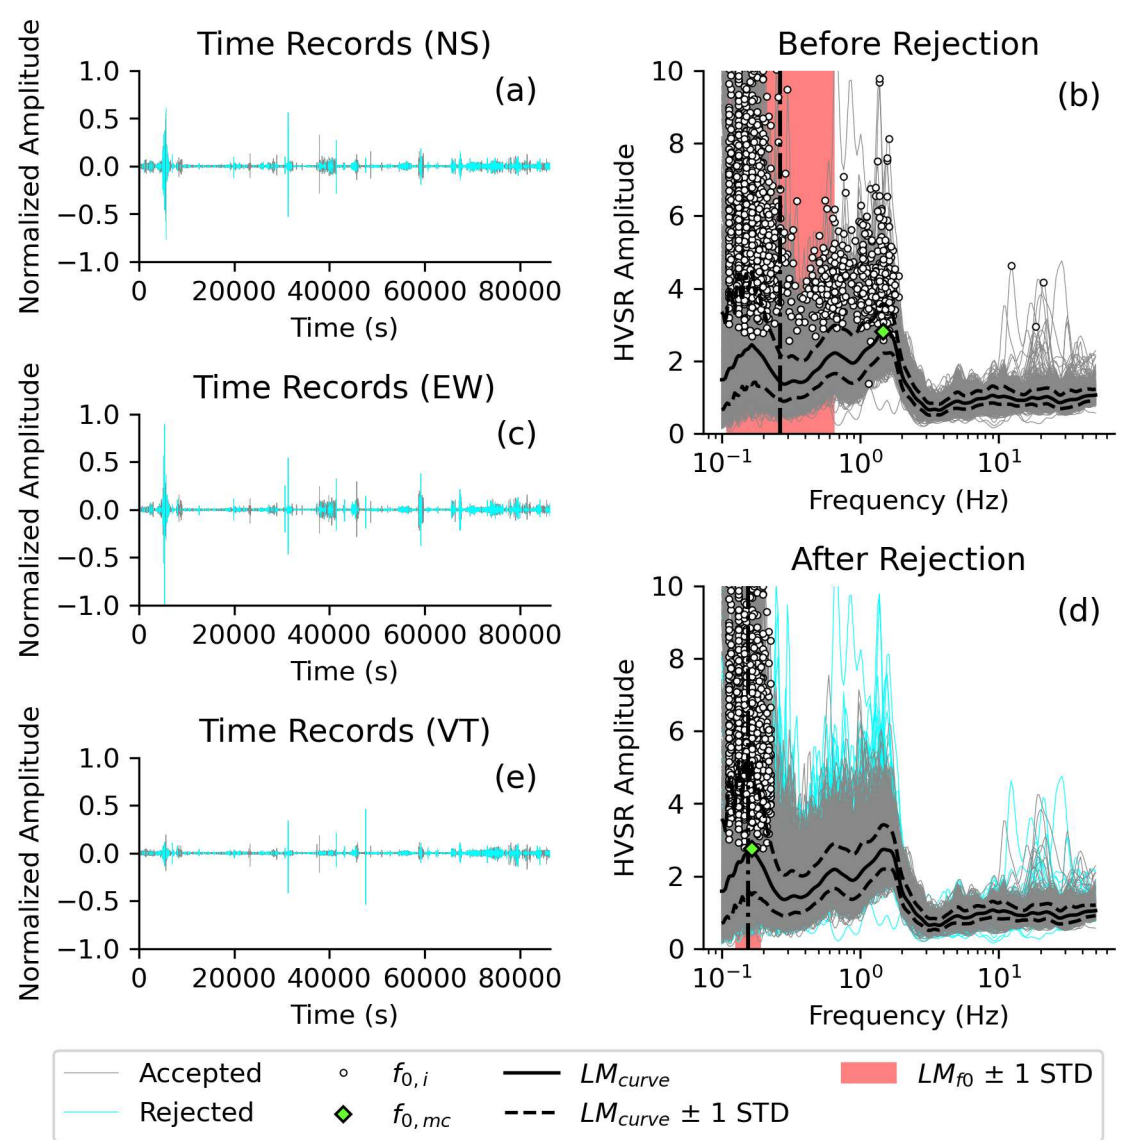 Time Records (NS)
(a)
Normalized Amplitude
1.0
0.5
0.0
−0.5
−1.0
0 20000 40000 60000 80000
Time (s)
Time Records (EW)
(c)
Normalized Amplitude
1.0
0.5
0.0
−0.5
−1.0
0 20000 40000 60000 80000
Time (s)
Time Records (VT)
(e)
Normalized Amplitude
1.0
0.5
0.0
−0.5
−1.0
0 20000 40000 60000 80000
Time (s)
Before Rejection
(b)
HVSR Amplitude
10
8
6
4
2
0
10⁻¹ 10⁰ 10¹
Frequency (Hz)
After Rejection
(d)
HVSR Amplitude
10
8
6
4
2
0
10⁻¹ 10⁰ 10¹
Frequency (Hz)
Accepted f0,i LMcurve LMf0 ± 1 STD
Rejected f0,mc LMcurve ± 1 STD